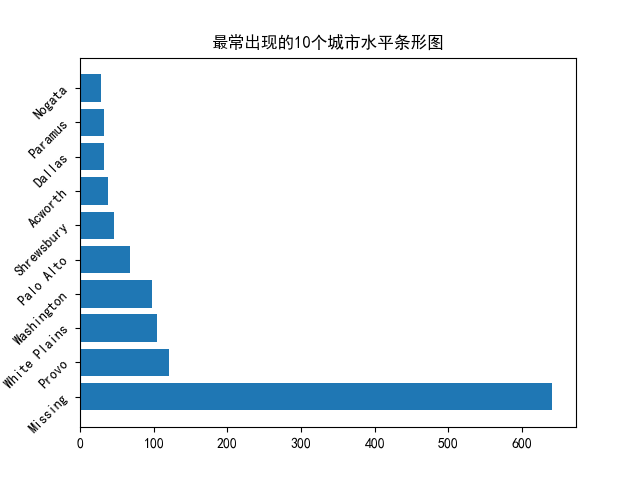 最常出现的10个城市水平条形图
Nogata
Paramus
Dallas
Acworth
Shrewsbury
Palo Alto
Washington
White Plains
Provo
Missing
0 100 200 300 400 500 600